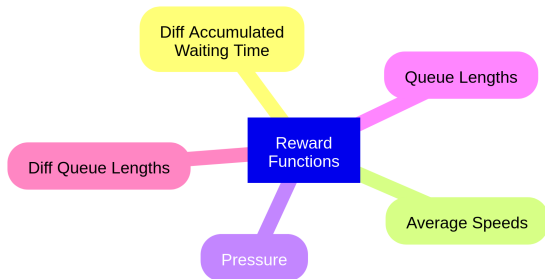 Diff Accumulated
Waiting Time
Queue Lengths
Reward
Functions
Diff Queue Lengths
Average Speeds
Pressure